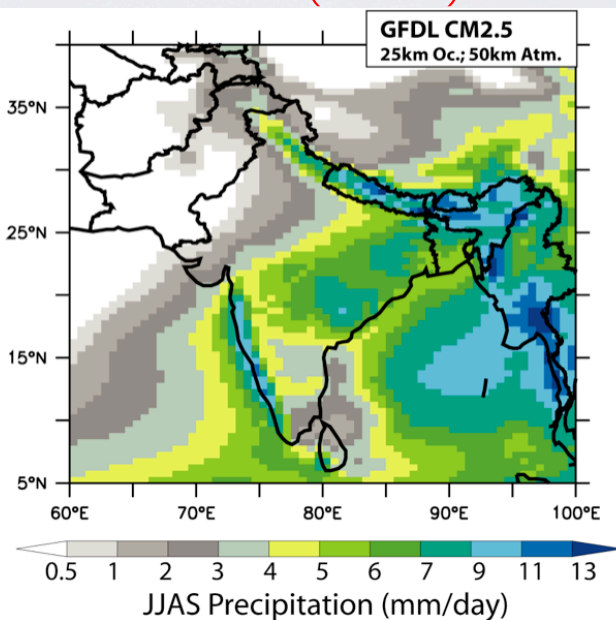 GFDL CM2.5
25km Oc.; 50km Atm.
35°N
25°N
15°N
5°N
60°E 70°E 80°E 90°E 100°E
0.5 1 2 3 4 5 6 7 9 11 13
JJAS Precipitation (mm/day)